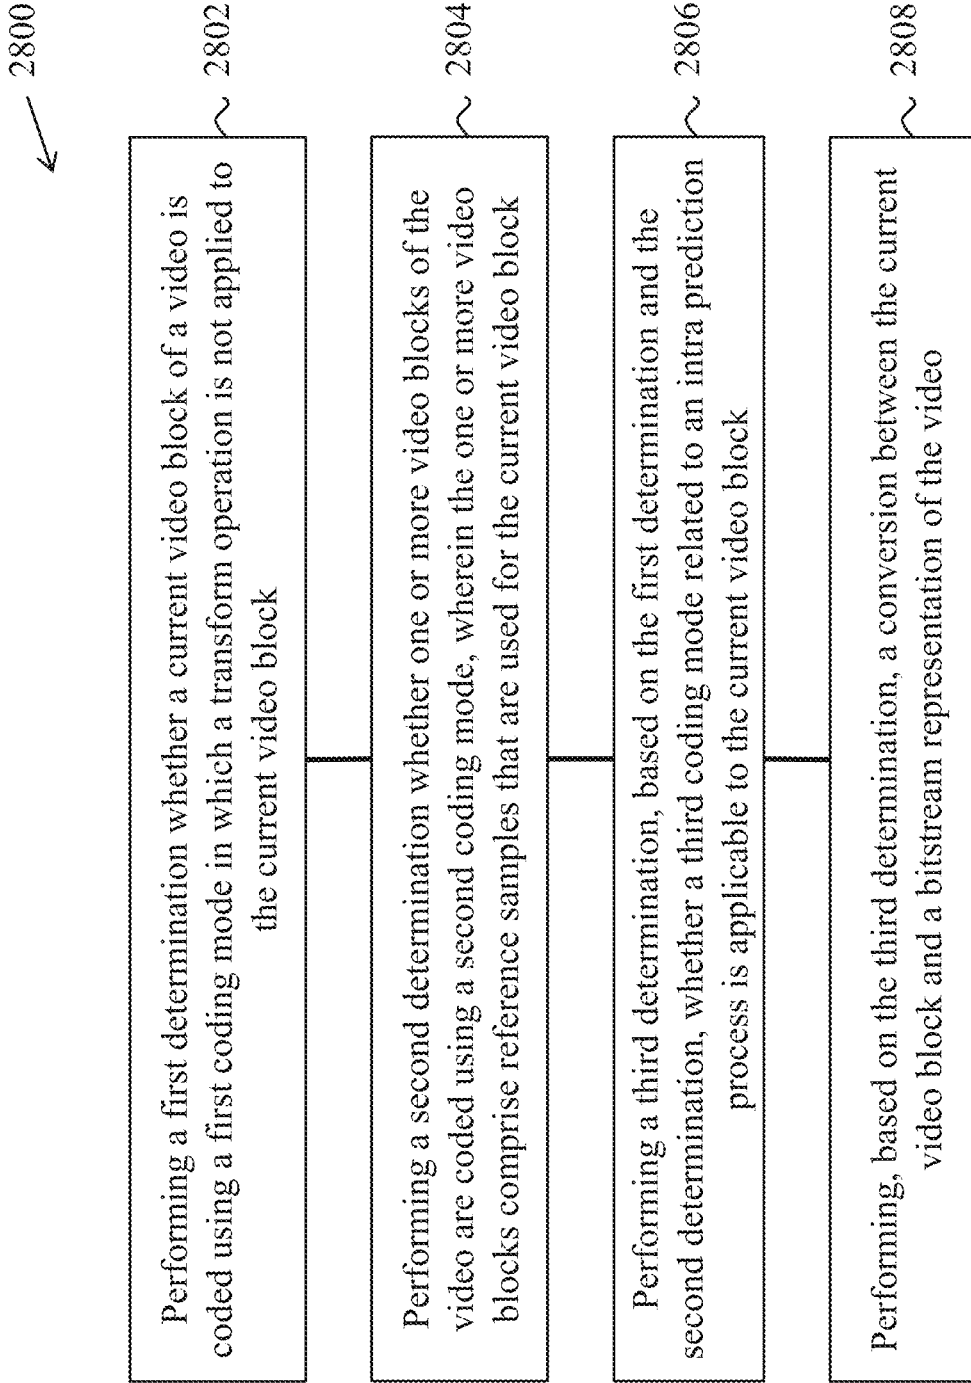 2800
Performing a first determination whether a current video block of a video is
coded using a first coding mode in which a transform operation is not applied to
the current video block
2802
Performing a second determination whether one or more video blocks of the
video are coded using a second coding mode, wherein the one or more video
blocks comprise reference samples that are used for the current video block
2804
Performing a third determination, based on the first determination and the
second determination, whether a third coding mode related to an intra prediction
process is applicable to the current video block
2806
Performing, based on the third determination, a conversion between the current
video block and a bitstream representation of the video
2808